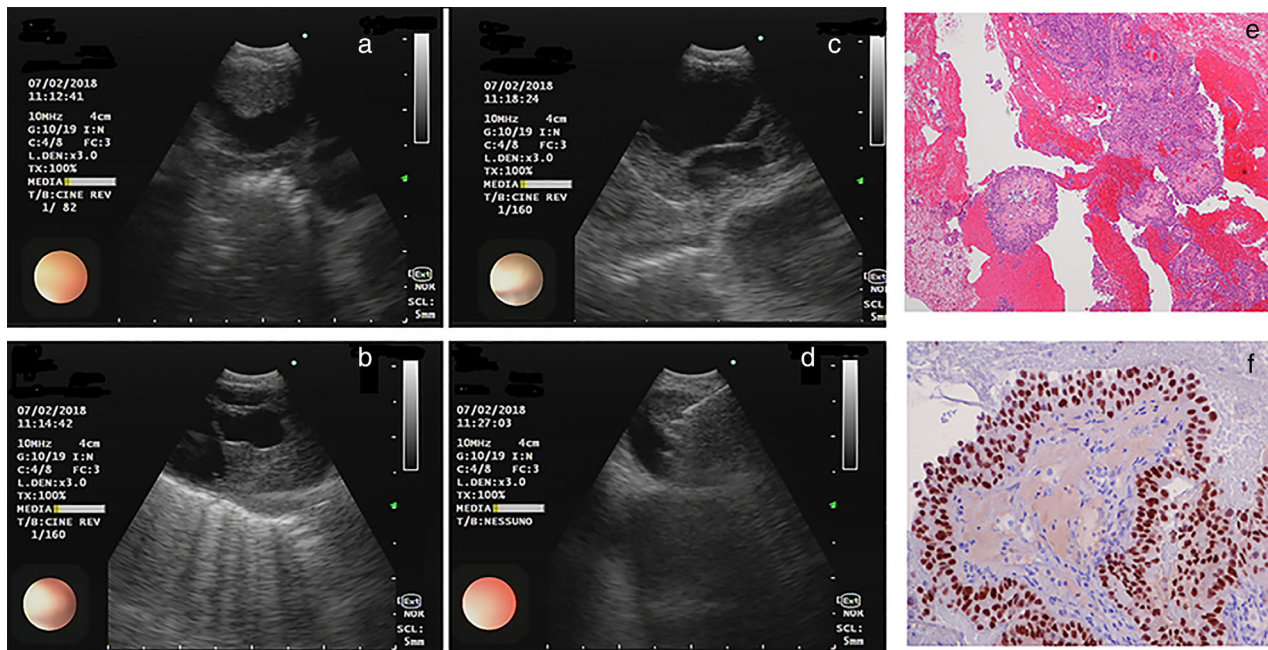 a
07/02/2018
11:12:41
10MHz 4cm
G:10/19 I:N
C:4/8 FC:3
L.DEN:x3.0
TX:100%
MEDIA
T/B:CINE REV
1/ 82
Ext
NOR
SCL:
5mm
c
07/02/2018
11:18:24
10MHz 4cm
G:10/19 I:N
C:4/8 FC:3
L.DEN:x3.0
TX:100%
MEDIA
T/B:CINE REV
1/160
Ext
NOR
SCL:
5mm
e
b
07/02/2018
11:14:42
10MHz 4cm
G:10/19 I:N
C:4/8 FC:3
L.DEN:x3.0
TX:100%
MEDIA
T/B:CINE REV
1/160
Ext
NOR
SCL:
5mm
d
07/02/2018
11:27:03
10MHz 4cm
G:10/19 I:N
C:4/8 FC:3
L.DEN:x3.0
TX:100%
MEDIA
T/B:NESSUNO
Ext
NOR
SCL:
5mm
f